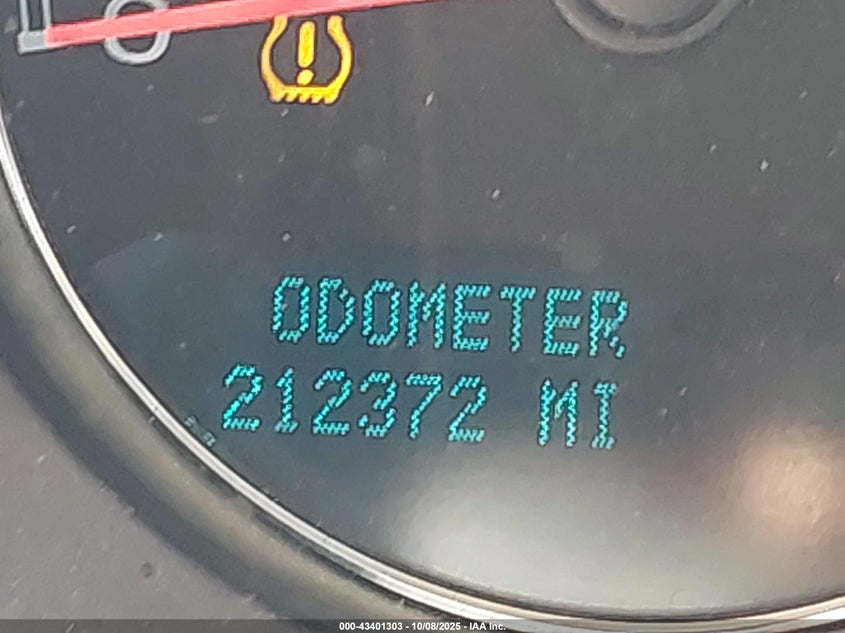 ODOMETER
212372 MI
000-43401303 - 10/08/2025 - IAA Inc.